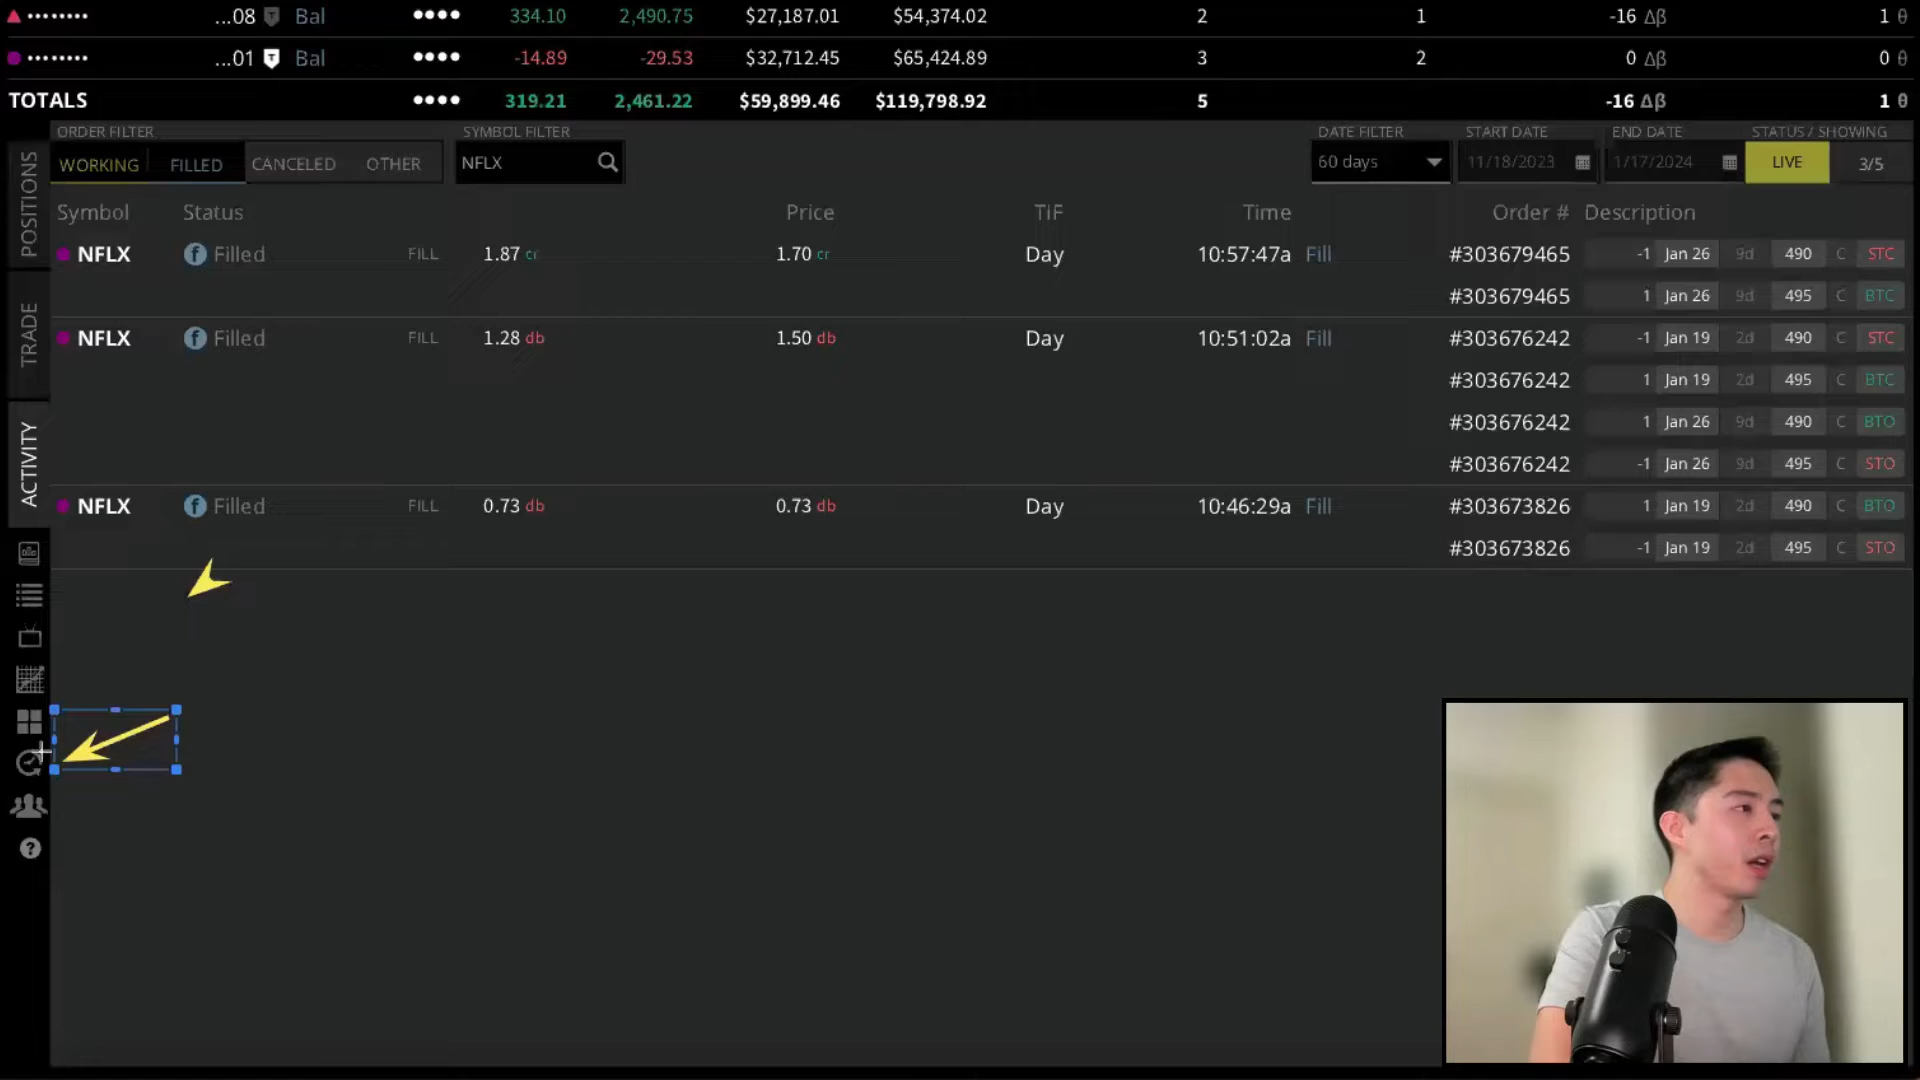 ...08 Bal •••• 334.10 2,490.75 $27,187.01 $54,374.02 2 1 -16 Δβ 1 θ
...01 Bal •••• -14.89 -29.53 $32,712.45 $65,424.89 3 2 0 Δβ 0 θ
TOTALS •••• 319.21 2,461.22 $59,899.46 $119,798.92 5 -16 Δβ 1 θ
ORDER FILTER SYMBOL FILTER DATE FILTER START DATE END DATE STATUS / SHOWING
WORKING FILLED CANCELED OTHER NFLX 60 days 11/18/2023 1/17/2024 LIVE 3/5
POSITIONS
TRADE
ACTIVITY
Symbol Status Price TIF Time Order # Description
NFLX Filled FILL 1.87 cr 1.70 cr Day 10:57:47a Fill #303679465 -1 Jan 26 9d 490 C STC
#303679465 1 Jan 26 9d 495 C BTC
NFLX Filled FILL 1.28 db 1.50 db Day 10:51:02a Fill #303676242 -1 Jan 19 2d 490 C STC
#303676242 1 Jan 19 2d 495 C BTC
#303676242 1 Jan 26 9d 490 C BTO
#303676242 -1 Jan 26 9d 495 C STO
NFLX Filled FILL 0.73 db 0.73 db Day 10:46:29a Fill #303673826 1 Jan 19 2d 490 C BTO
#303673826 -1 Jan 19 2d 495 C STO